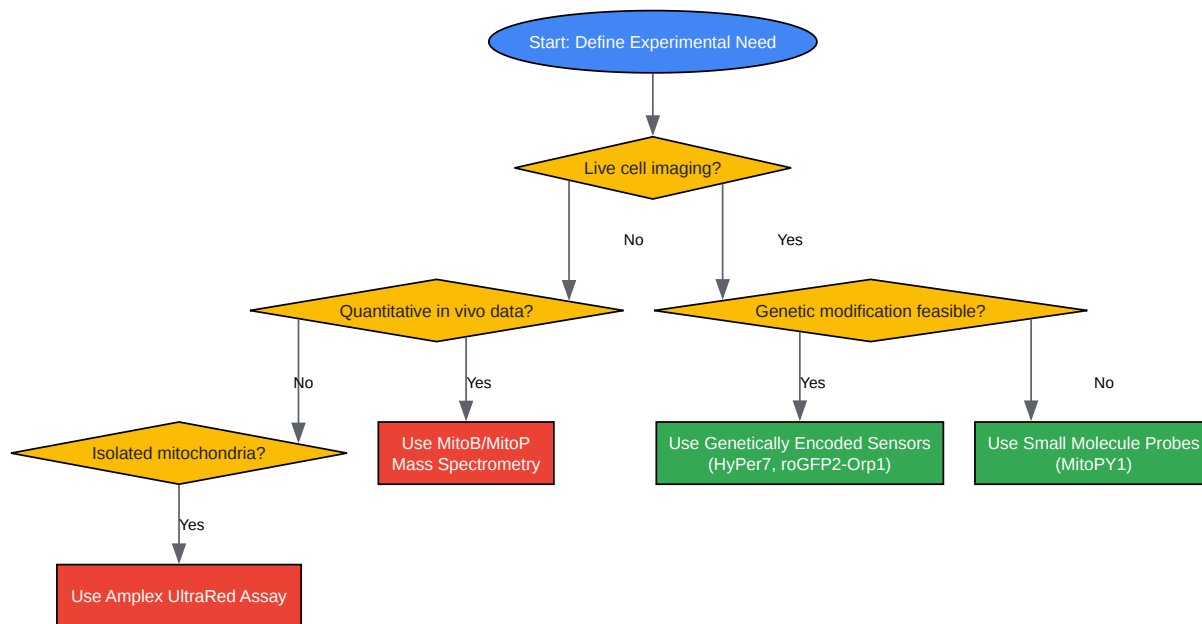 Start: Define Experimental Need
Live cell imaging?
No
Yes
Quantitative in vivo data?
Genetic modification feasible?
No
Yes
Yes
No
Isolated mitochondria?
Use MitoB/MitoP
Mass Spectrometry
Use Genetically Encoded Sensors
(HyPer7, roGFP2-Orp1)
Use Small Molecule Probes
(MitoPY1)
Yes
Use Amplex UltraRed Assay